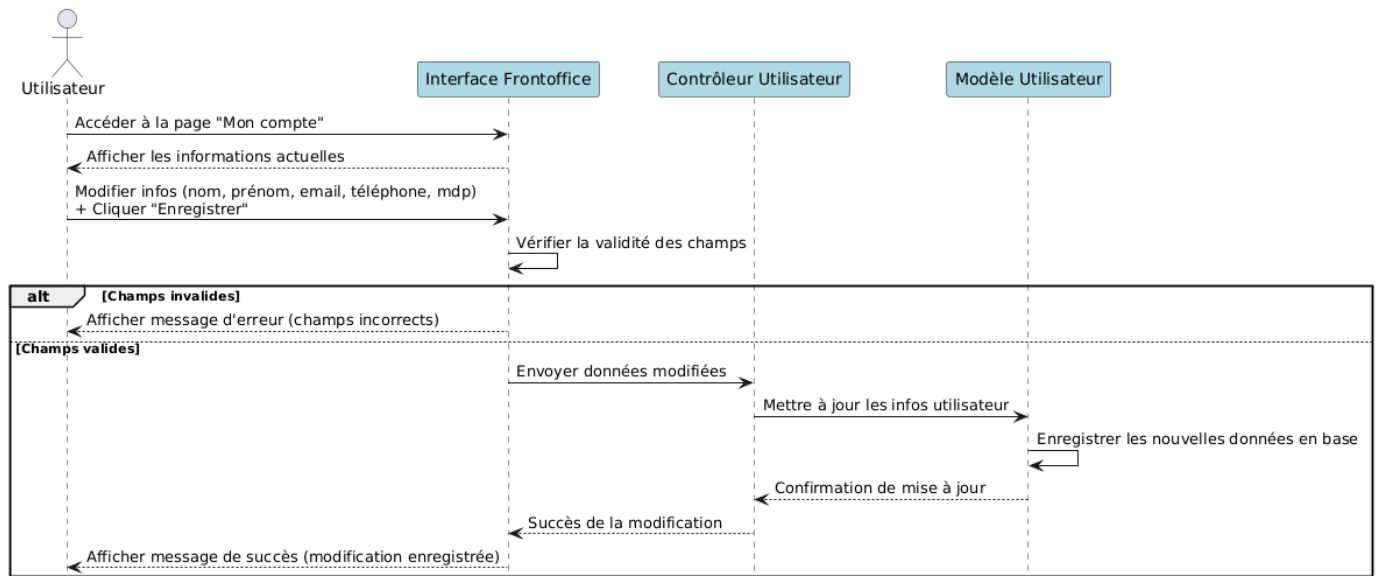 Utilisateur
Interface Frontoffice
Contrôleur Utilisateur
Modèle Utilisateur
Accéder à la page "Mon compte"
Afficher les informations actuelles
Modifier infos (nom, prénom, email, téléphone, mdp)
+ Cliquer "Enregistrer"
Vérifier la validité des champs
alt
[Champs invalides]
Afficher message d'erreur (champs incorrects)
[Champs valides]
Envoyer données modifiées
Mettre à jour les infos utilisateur
Enregistrer les nouvelles données en base
Confirmation de mise à jour
Succès de la modification
Afficher message de succès (modification enregistrée)